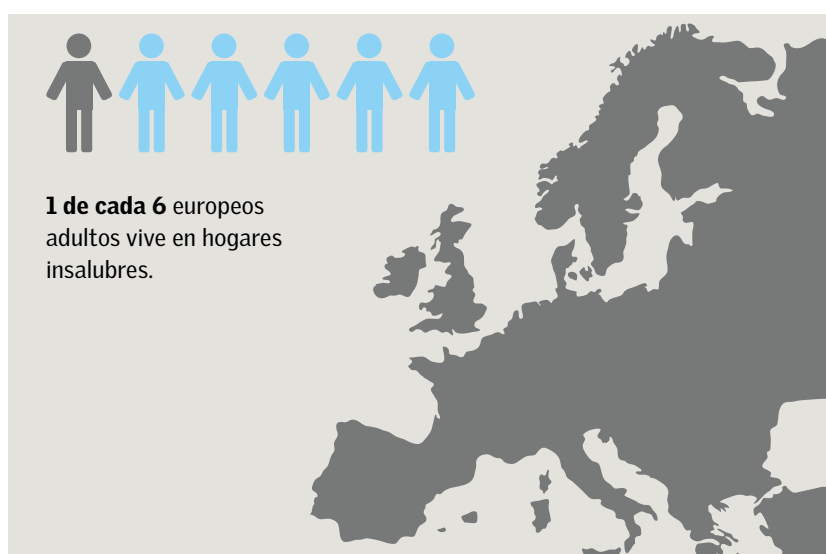 1 de cada 6 europeos
adultos vive en hogares
insalubres.